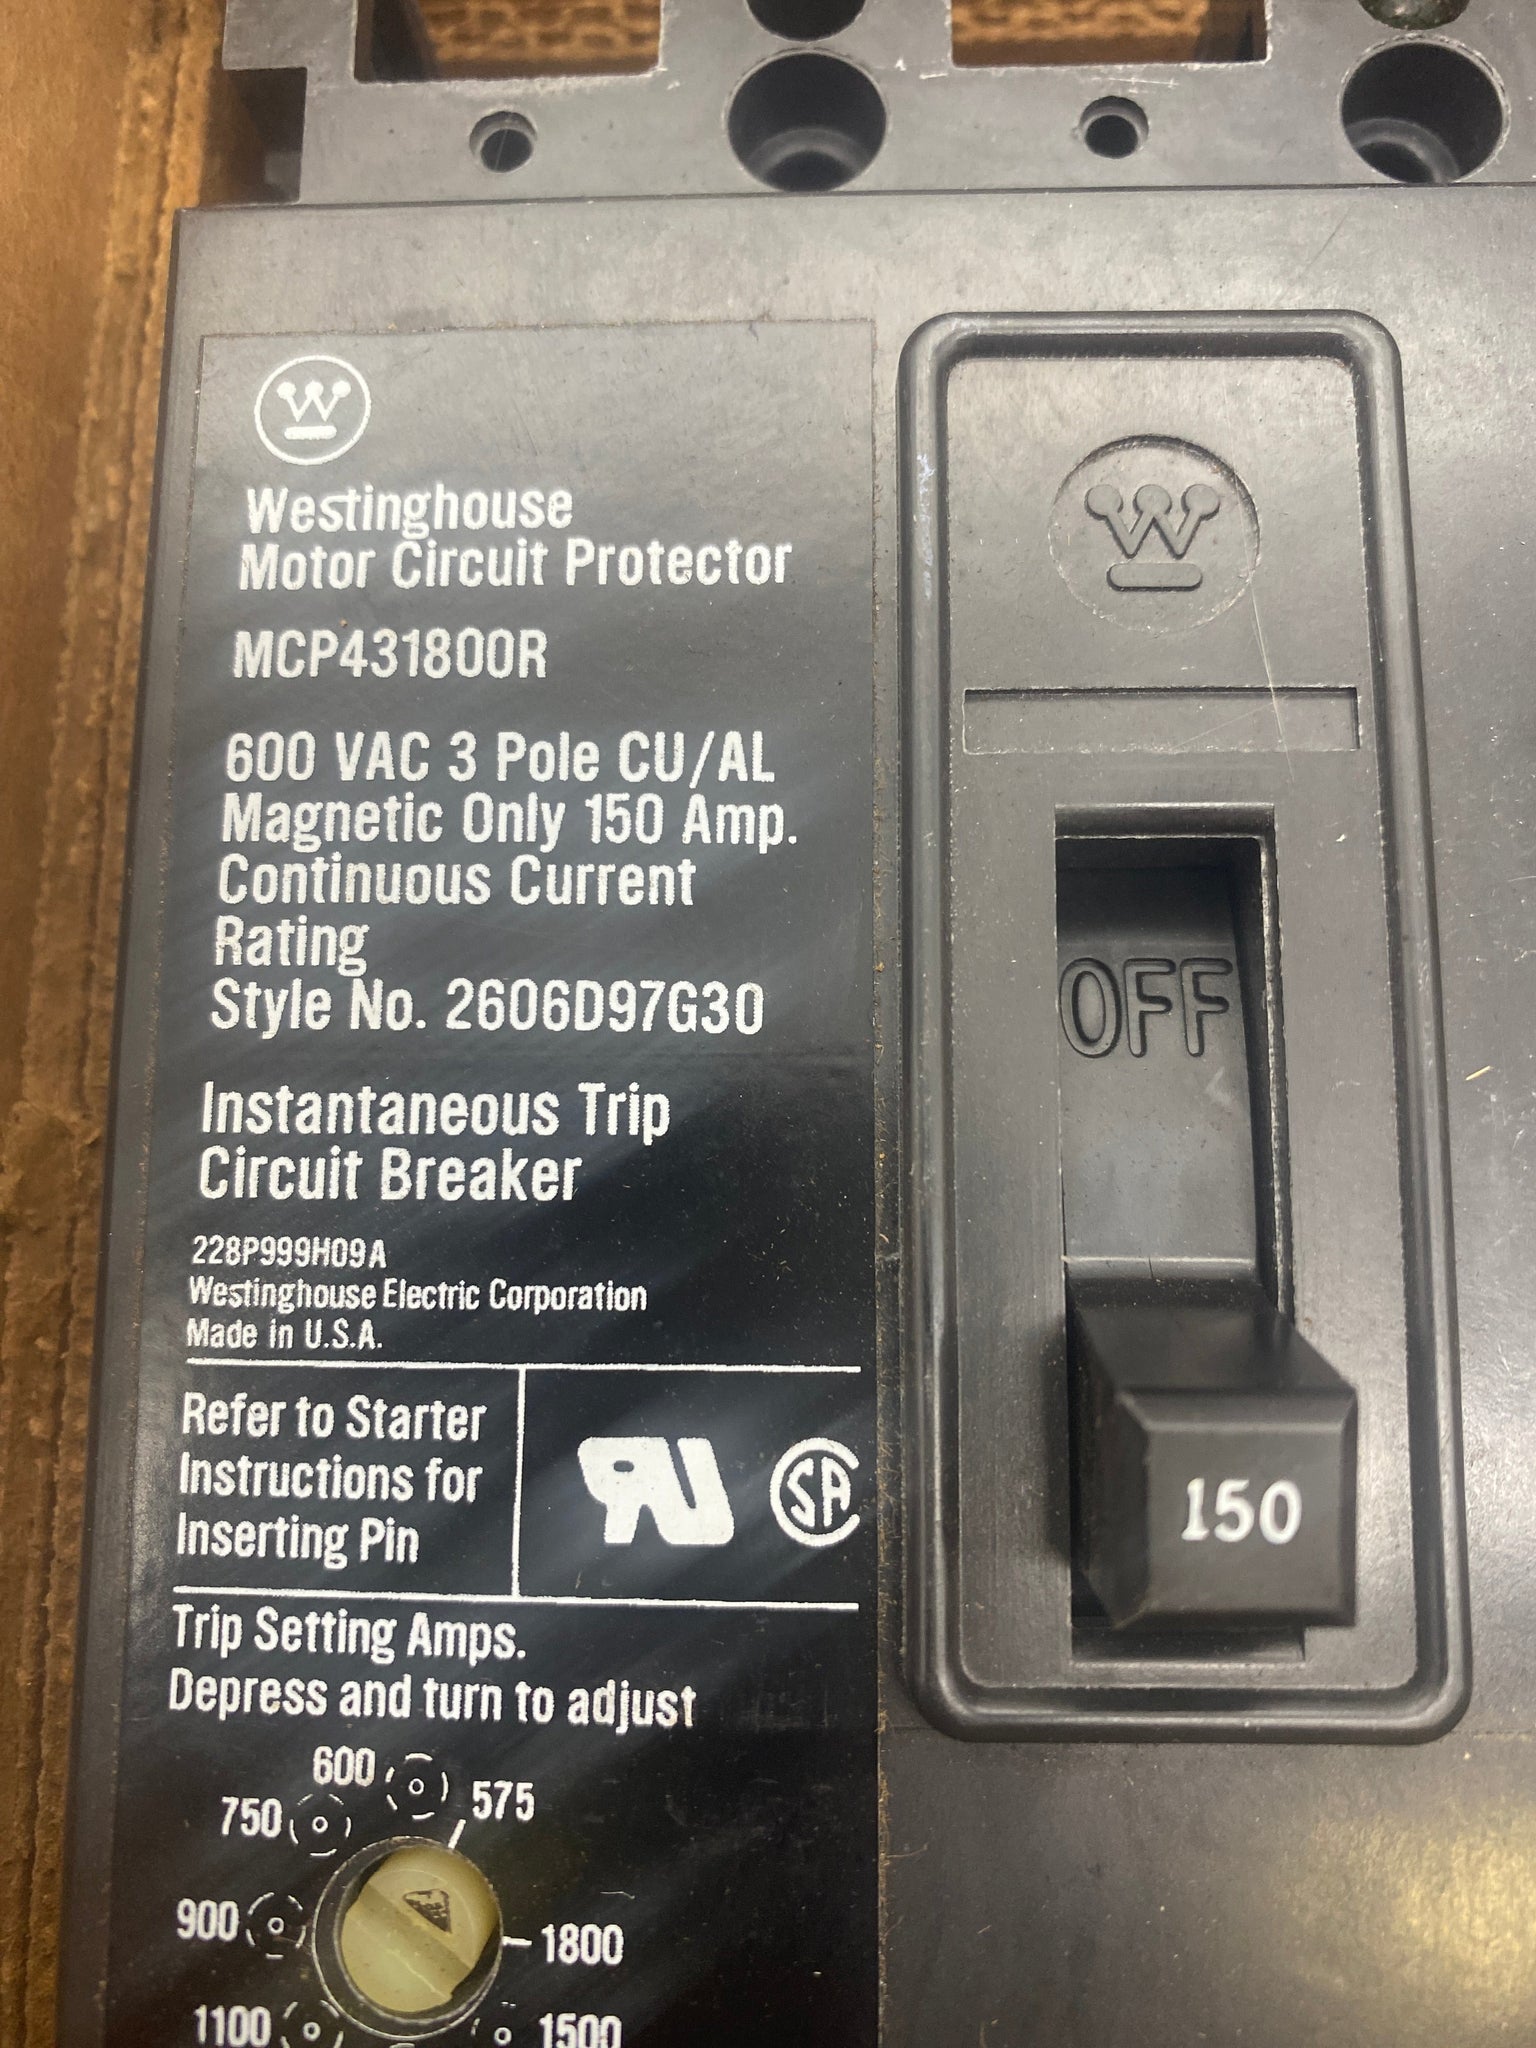 W
Westinghouse
Motor Circuit Protector
MCP431800R
600 VAC 3 Pole CU/AL
Magnetic Only 150 Amp.
Continuous Current
Rating
Style No. 2606D97G30
Instantaneous Trip
Circuit Breaker
228P999H09A
Westinghouse Electric Corporation
Made in U.S.A.
Refer to Starter
Instructions for
Inserting Pin
RU
SA
Trip Setting Amps.
Depress and turn to adjust
600
575
750
900
1800
1100
1500
W
OFF
150